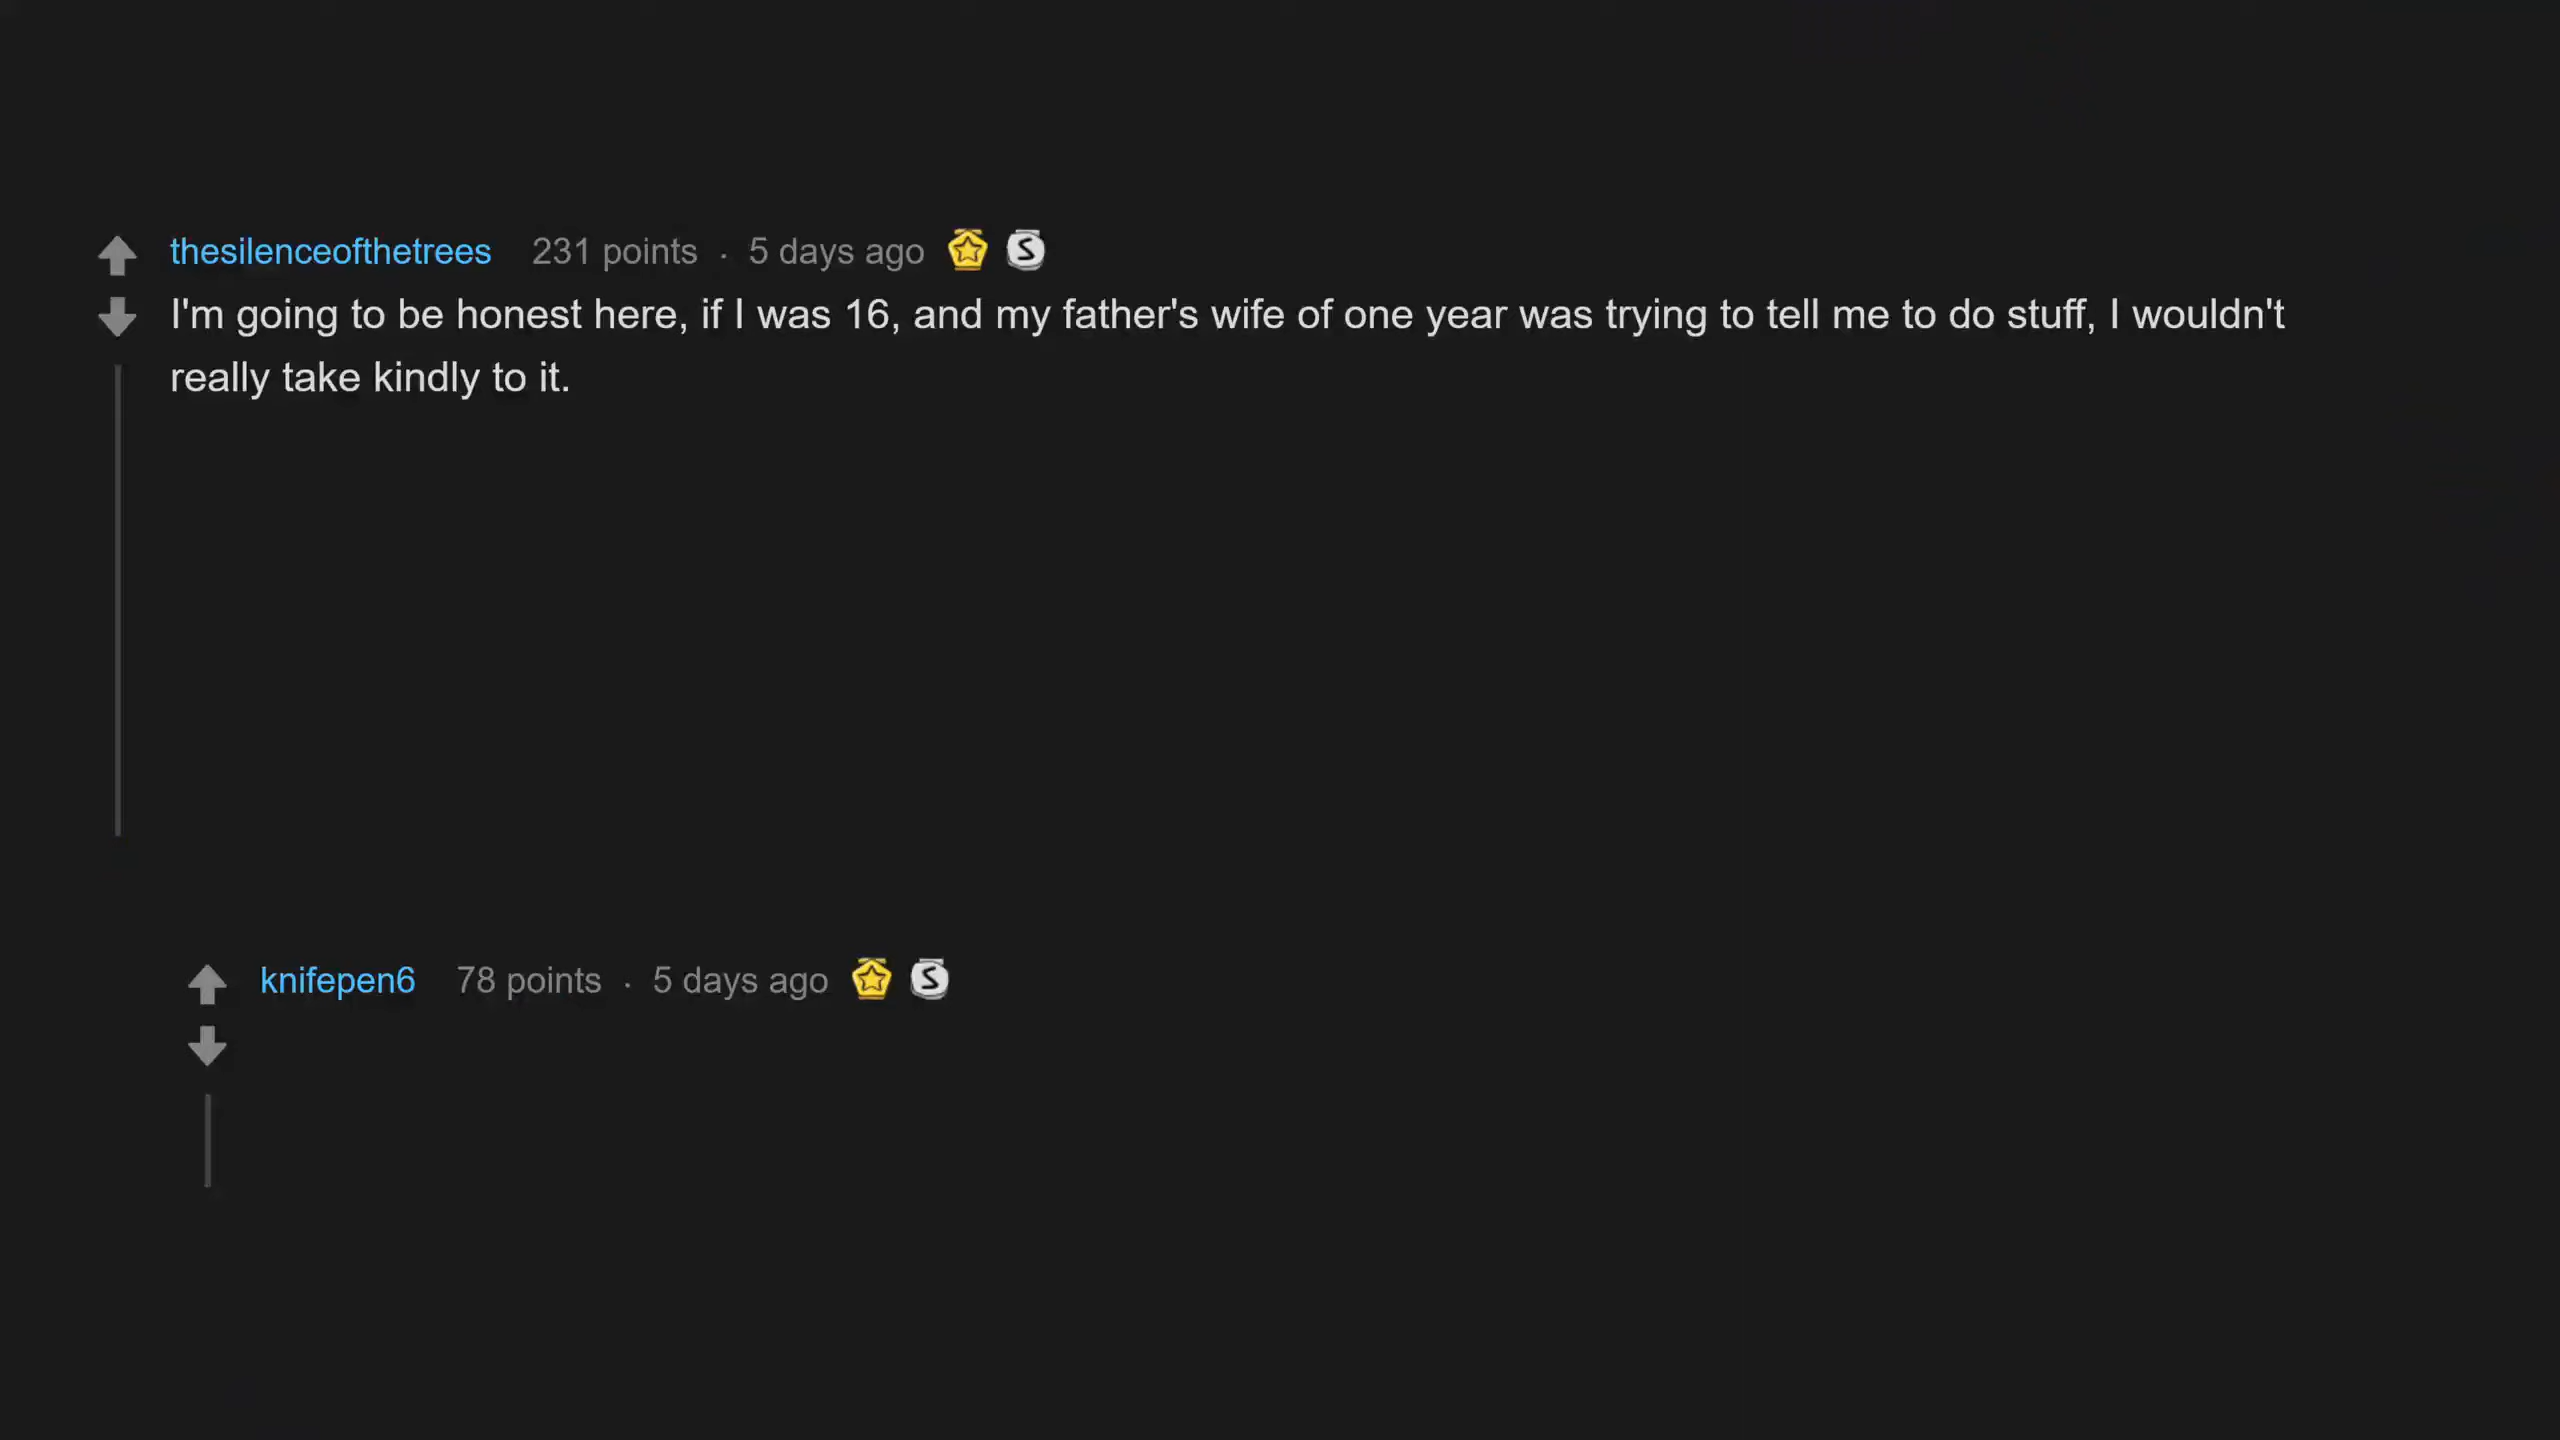 thesilenceofthetrees 231 points . 5 days ago S
I'm going to be honest here, if I was 16, and my father's wife of one year was trying to tell me to do stuff, I wouldn't
really take kindly to it.
knifepen6 78 points . 5 days ago S